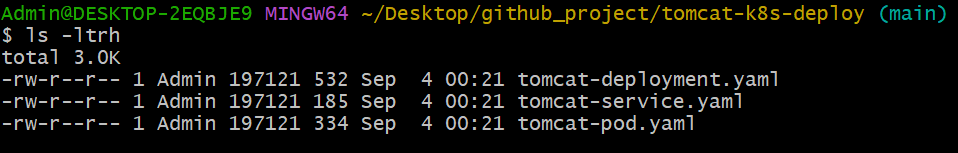 Admin@DESKTOP-2EQBJE9 MINGW64 ~/Desktop/github_project/tomcat-k8s-deploy (main)
$ ls -ltrh
total 3.0K
-rw-r--r-- 1 Admin 197121 532 Sep  4 00:21 tomcat-deployment.yaml
-rw-r--r-- 1 Admin 197121 185 Sep  4 00:21 tomcat-service.yaml
-rw-r--r-- 1 Admin 197121 334 Sep  4 00:21 tomcat-pod.yaml